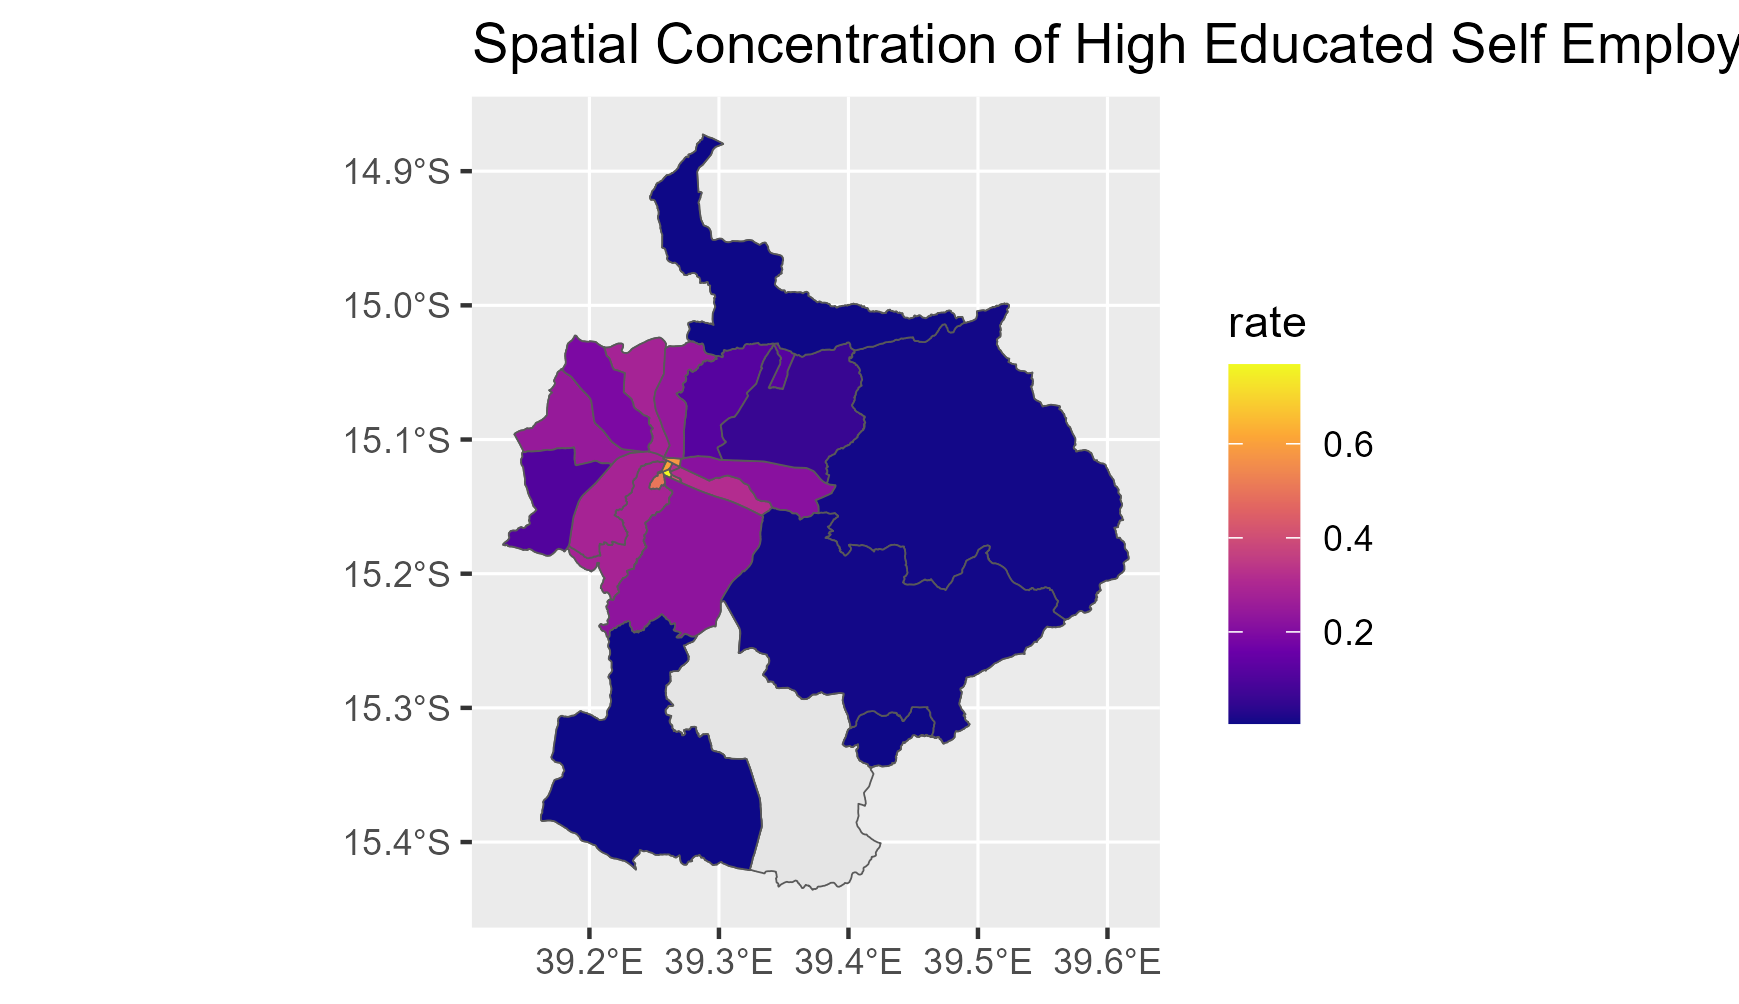 Spatial Concentration of High Educated Self Employ
14.9°S
15.0°S
15.1°S
15.2°S
15.3°S
15.4°S
39.2°E 39.3°E 39.4°E 39.5°E 39.6°E
rate
0.6
0.4
0.2